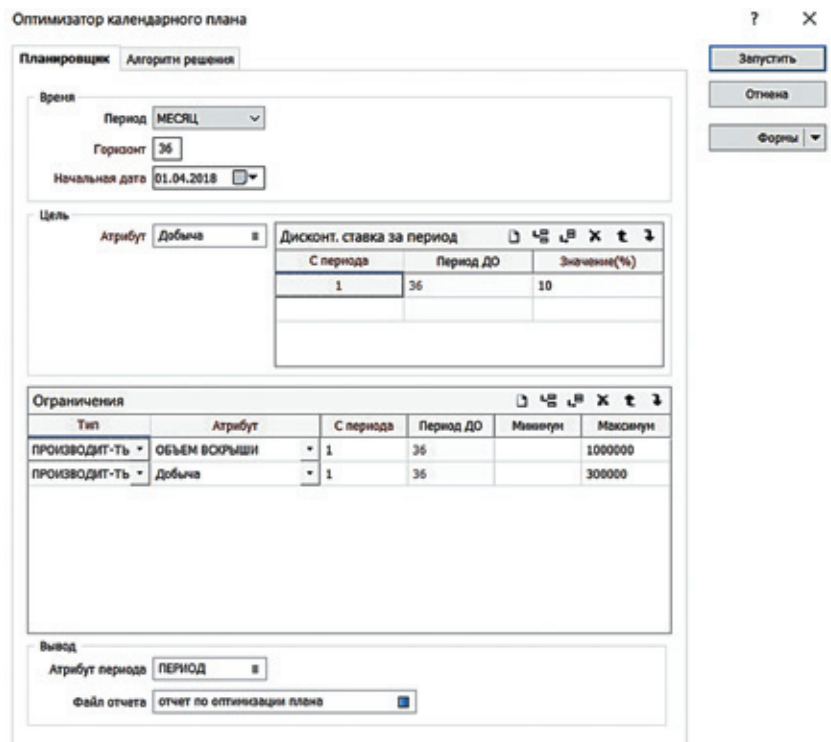 Оптимизатор календарного плана
? ×
Планировщик Алгоритм решения
Запустить
Отмена
Формы
Время
Период МЕСЯЦ
Горизонт 36
Начальная дата 01.04.2018
Цель
Атрибут Добыча
Дисконт. ставка за период
С периода Период ДО Значение(%)
1 36 10
Ограничения
Тип Атрибут С периода Период ДО Минимум Максимум
ПРОИЗВОДИТ-ТЬ ОБЪЕМ ВСКРЫШИ 1 36 1000000
ПРОИЗВОДИТ-ТЬ Добыча 1 36 300000
Вывод
Атрибут периода ПЕРИОД
Файл отчета отчет по оптимизации плана